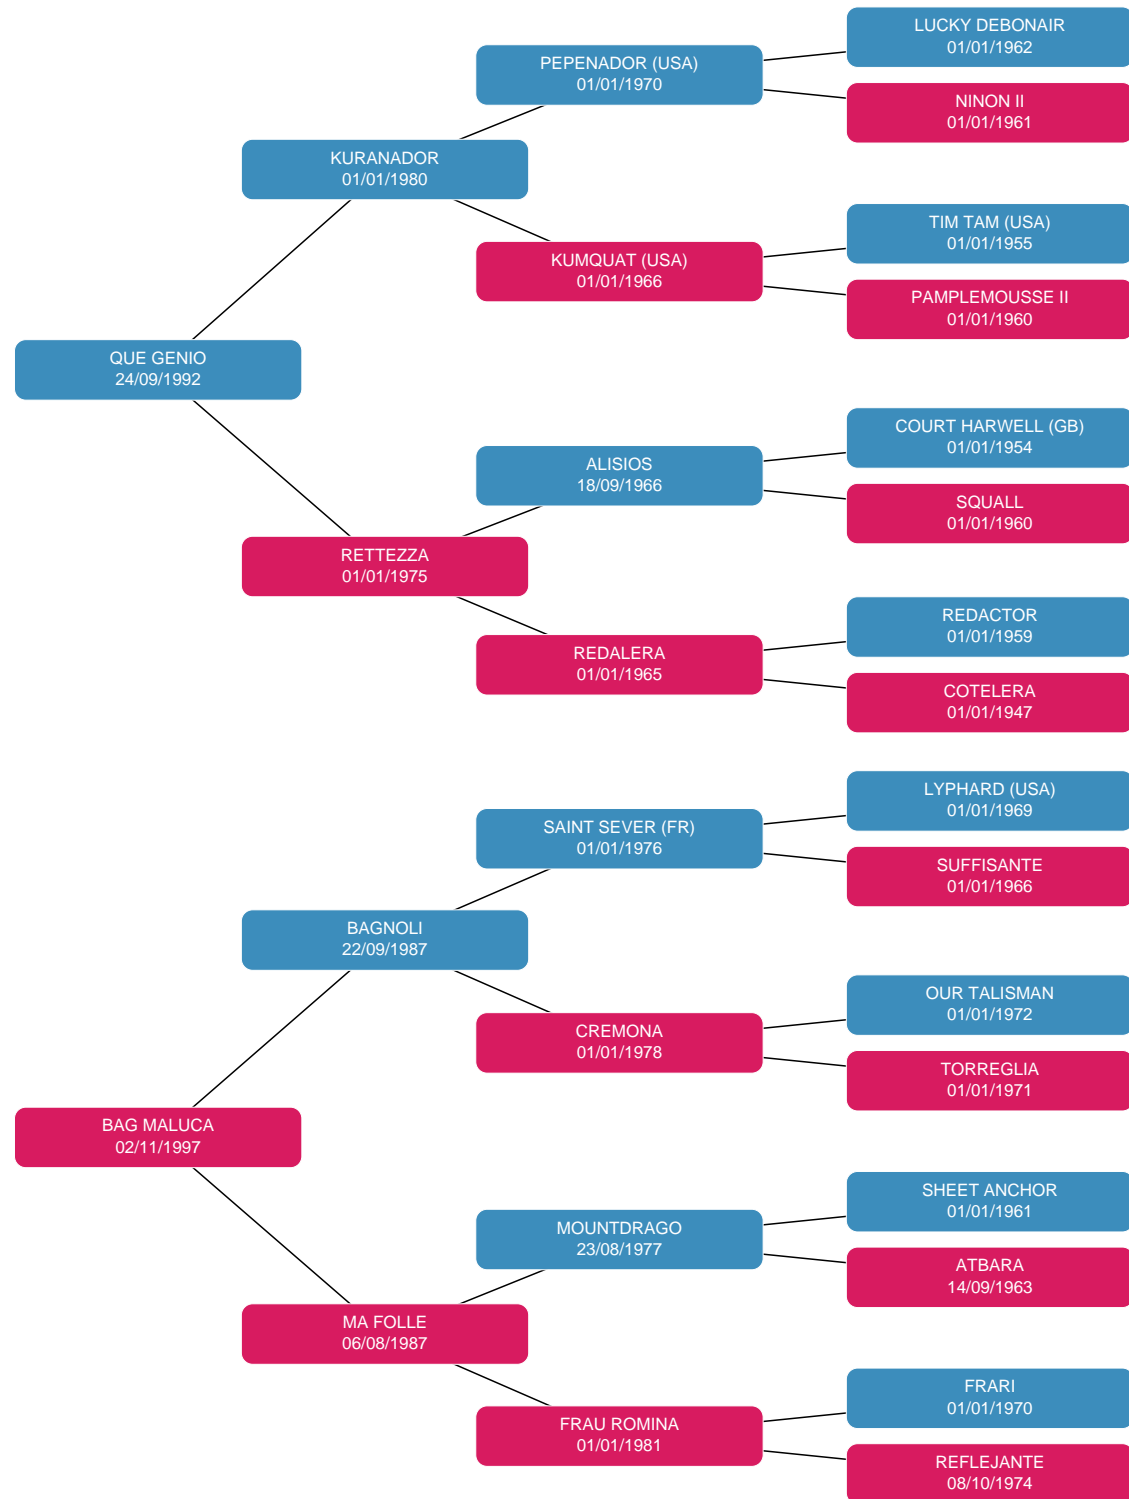 LUCKY DEBONAIR
01/01/1962
PEPENADOR (USA)
01/01/1970
NINON II
01/01/1961
KURANADOR
01/01/1980
TIM TAM (USA)
01/01/1955
KUMQUAT (USA)
01/01/1966
PAMPLEMOUSSE II
01/01/1960
QUE GENIO
24/09/1992
COURT HARWELL (GB)
01/01/1954
ALISIOS
18/09/1966
SQUALL
01/01/1960
RETTEZZA
01/01/1975
REDACTOR
01/01/1959
REDALERA
01/01/1965
COTELERA
01/01/1947
LYPHARD (USA)
01/01/1969
SAINT SEVER (FR)
01/01/1976
SUFFISANTE
01/01/1966
BAGNOLI
22/09/1987
OUR TALISMAN
01/01/1972
CREMONA
01/01/1978
TORREGLIA
01/01/1971
BAG MALUCA
02/11/1997
SHEET ANCHOR
01/01/1961
MOUNTDRAGO
23/08/1977
ATBARA
14/09/1963
MA FOLLE
06/08/1987
FRARI
01/01/1970
FRAU ROMINA
01/01/1981
REFLEJANTE
08/10/1974